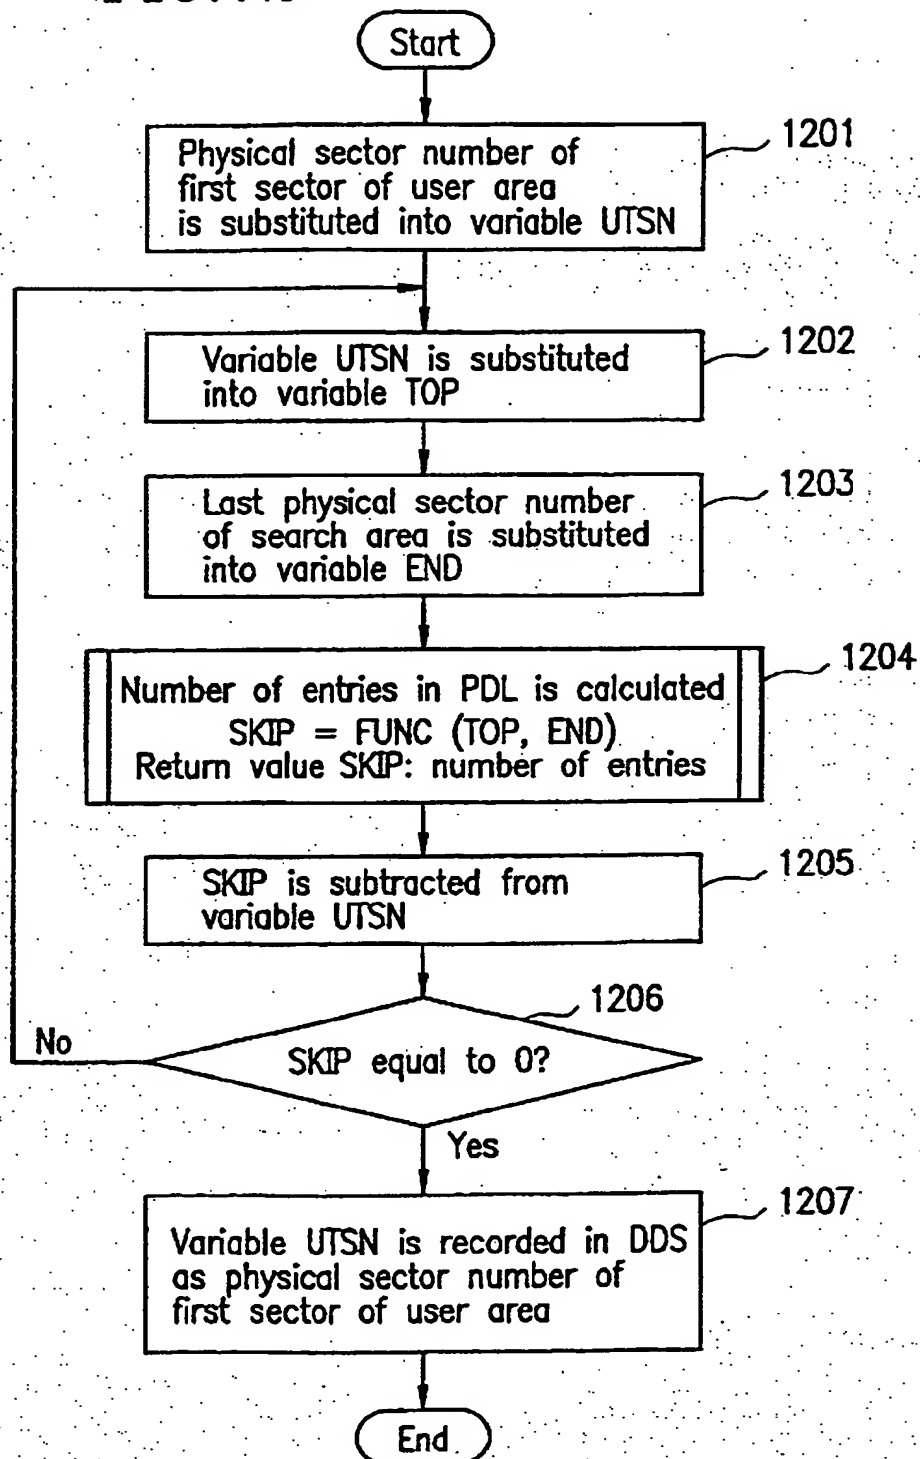 Start
1201
Physical sector number of
first sector of user area
is substituted into variable UTSN
1202
Variable UTSN is substituted
into variable TOP
1203
Last physical sector number
of search area is substituted
into variable END
1204
Number of entries in PDL is calculated
SKIP = FUNC (TOP, END)
Return value SKIP: number of entries
1205
SKIP is subtracted from
variable UTSN
1206
No
SKIP equal to 0?
Yes
1207
Variable UTSN is recorded in DDS
as physical sector number of
first sector of user area
End